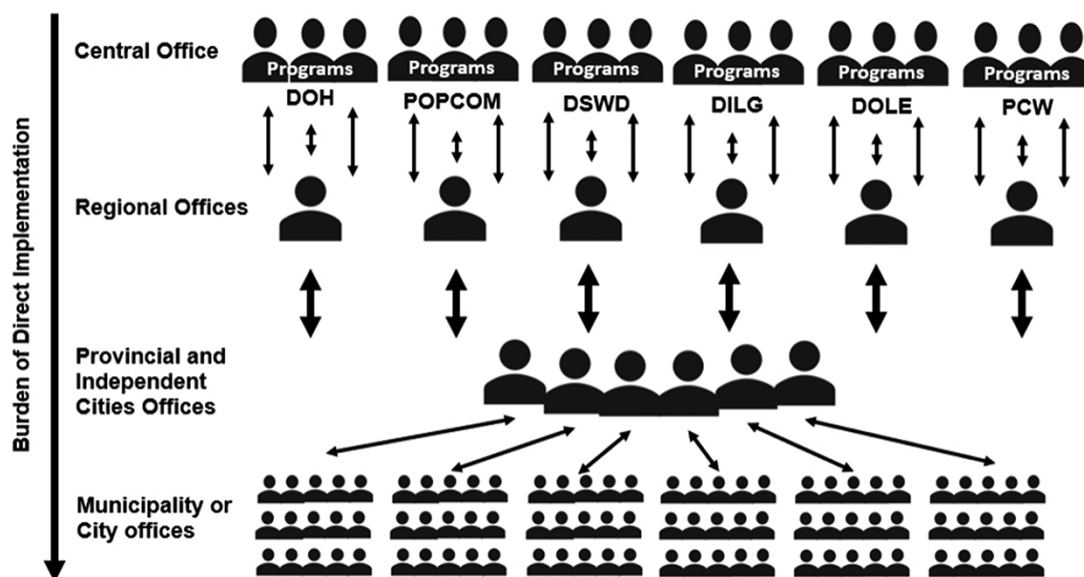 Central Office
Programs Programs Programs Programs Programs Programs
DOH POPCOM DSWD DILG DOLE PCW
Regional Offices
Burden of Direct Implementation
Provincial and
Independent
Cities Offices
Municipality or
City offices